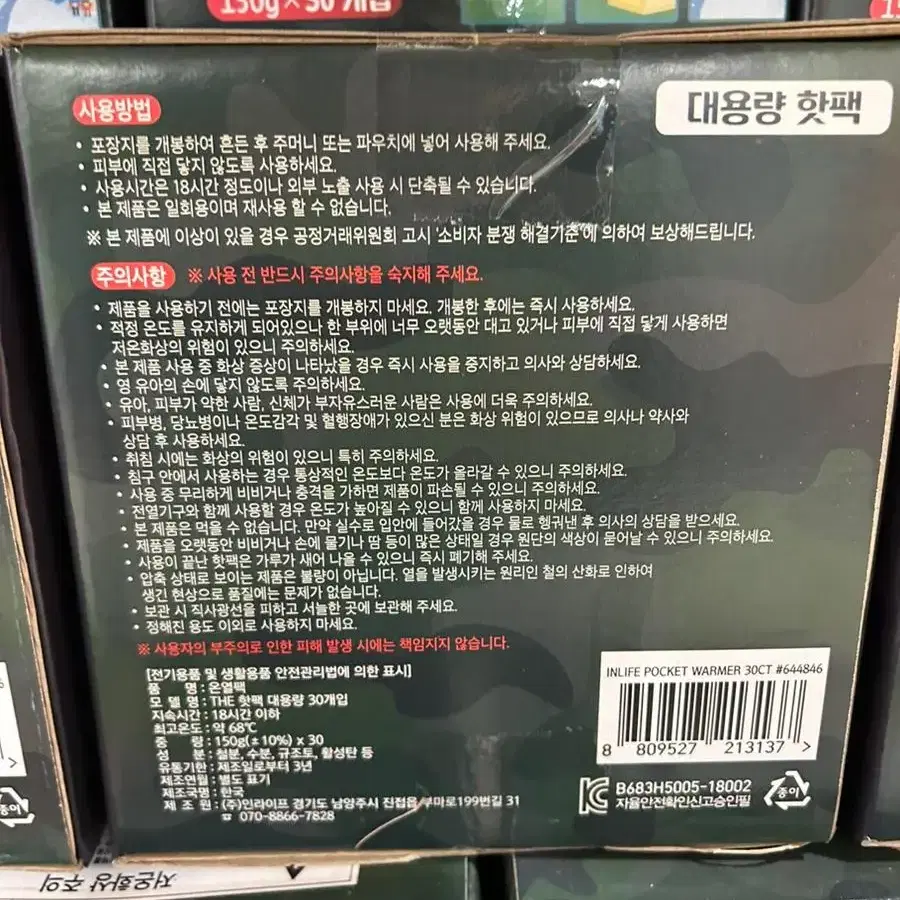 150g×30개입
대용량 핫팩
사용방법
• 포장지를 개봉하여 흔든 후 주머니 또는 파우치에 넣어 사용해 주세요.
• 피부에 직접 닿지 않도록 사용하세요.
• 사용시간은 18시간 정도이나 외부 노출 사용 시 단축될 수 있습니다.
• 본 제품은 일회용이며 재사용 할 수 없습니다.
※ 본 제품에 이상이 있을 경우 공정거래위원회 고시 '소비자 분쟁 해결기준'에 의하여 보상해드립니다.
주의사항 ※ 사용 전 반드시 주의사항을 숙지해 주세요.
• 제품을 사용하기 전에는 포장지를 개봉하지 마세요. 개봉한 후에는 즉시 사용하세요.
• 적정 온도를 유지하게 되어있으나 한 부위에 너무 오랫동안 대고 있거나 피부에 직접 닿게 사용하면
저온화상의 위험이 있으니 주의하세요.
• 본 제품 사용 중 화상 증상이 나타났을 경우 즉시 사용을 중지하고 의사와 상담하세요.
• 영 유아의 손에 닿지 않도록 주의하세요.
• 유아, 피부가 약한 사람, 신체가 부자유스러운 사람은 사용에 더욱 주의하세요.
• 피부병, 당뇨병이나 온도감각 및 혈행장애가 있으신 분은 화상 위험이 있으므로 의사나 약사와
상담 후 사용하세요.
• 취침 시에는 화상의 위험이 있으니 특히 주의하세요.
• 침구 안에서 사용하는 경우 통상적인 온도보다 온도가 올라갈 수 있으니 주의하세요.
• 사용 중 무리하게 비비거나 충격을 가하면 제품이 파손될 수 있으니 주의하세요.
• 전열기구와 함께 사용할 경우 온도가 높아질 수 있으니 함께 사용하지 마세요.
• 본 제품은 먹을 수 없습니다. 만약 실수로 입안에 들어갔을 경우 물로 헹궈낸 후 의사의 상담을 받으세요.
• 제품을 오랫동안 비비거나 손에 물기나 땀 등이 많은 상태일 경우 원단의 색상이 묻어날 수 있으니 주의하세요.
• 사용이 끝난 핫팩은 가루가 새어 나올 수 있으니 즉시 폐기해 주세요.
• 압축 상태로 보이는 제품은 불량이 아닙니다. 열을 발생시키는 원리인 철의 산화로 인하여
생긴 현상으로 품질에는 문제가 없습니다.
• 보관 시 직사광선을 피하고 서늘한 곳에 보관해 주세요.
• 정해진 용도 이외로 사용하지 마세요.
※ 사용자의 부주의로 인한 피해 발생 시에는 책임지지 않습니다.
[전기용품 및 생활용품 안전관리법에 의한 표시]
품 명 : 온열팩
모 델 명 : THE 핫팩 대용량 30개입
지속시간 : 18시간 이하
최고온도 : 약 68℃
중 량 : 150g(±10%) x 30
성 분 : 철분, 수분, 규조토, 활성탄 등
유통기한 : 제조일로부터 3년
제조연월 : 별도 표기
제조국명 : 한국
제 조 원 : (주)인라이프 경기도 남양주시 진접읍 부마로199번길 31
☎ 070-8866-7828
INLIFE POCKET WARMER 30CT #644846
8 809527 213137 >
B683H5005-18002
자율안전확인신고승인필
종이
저온화상 주의